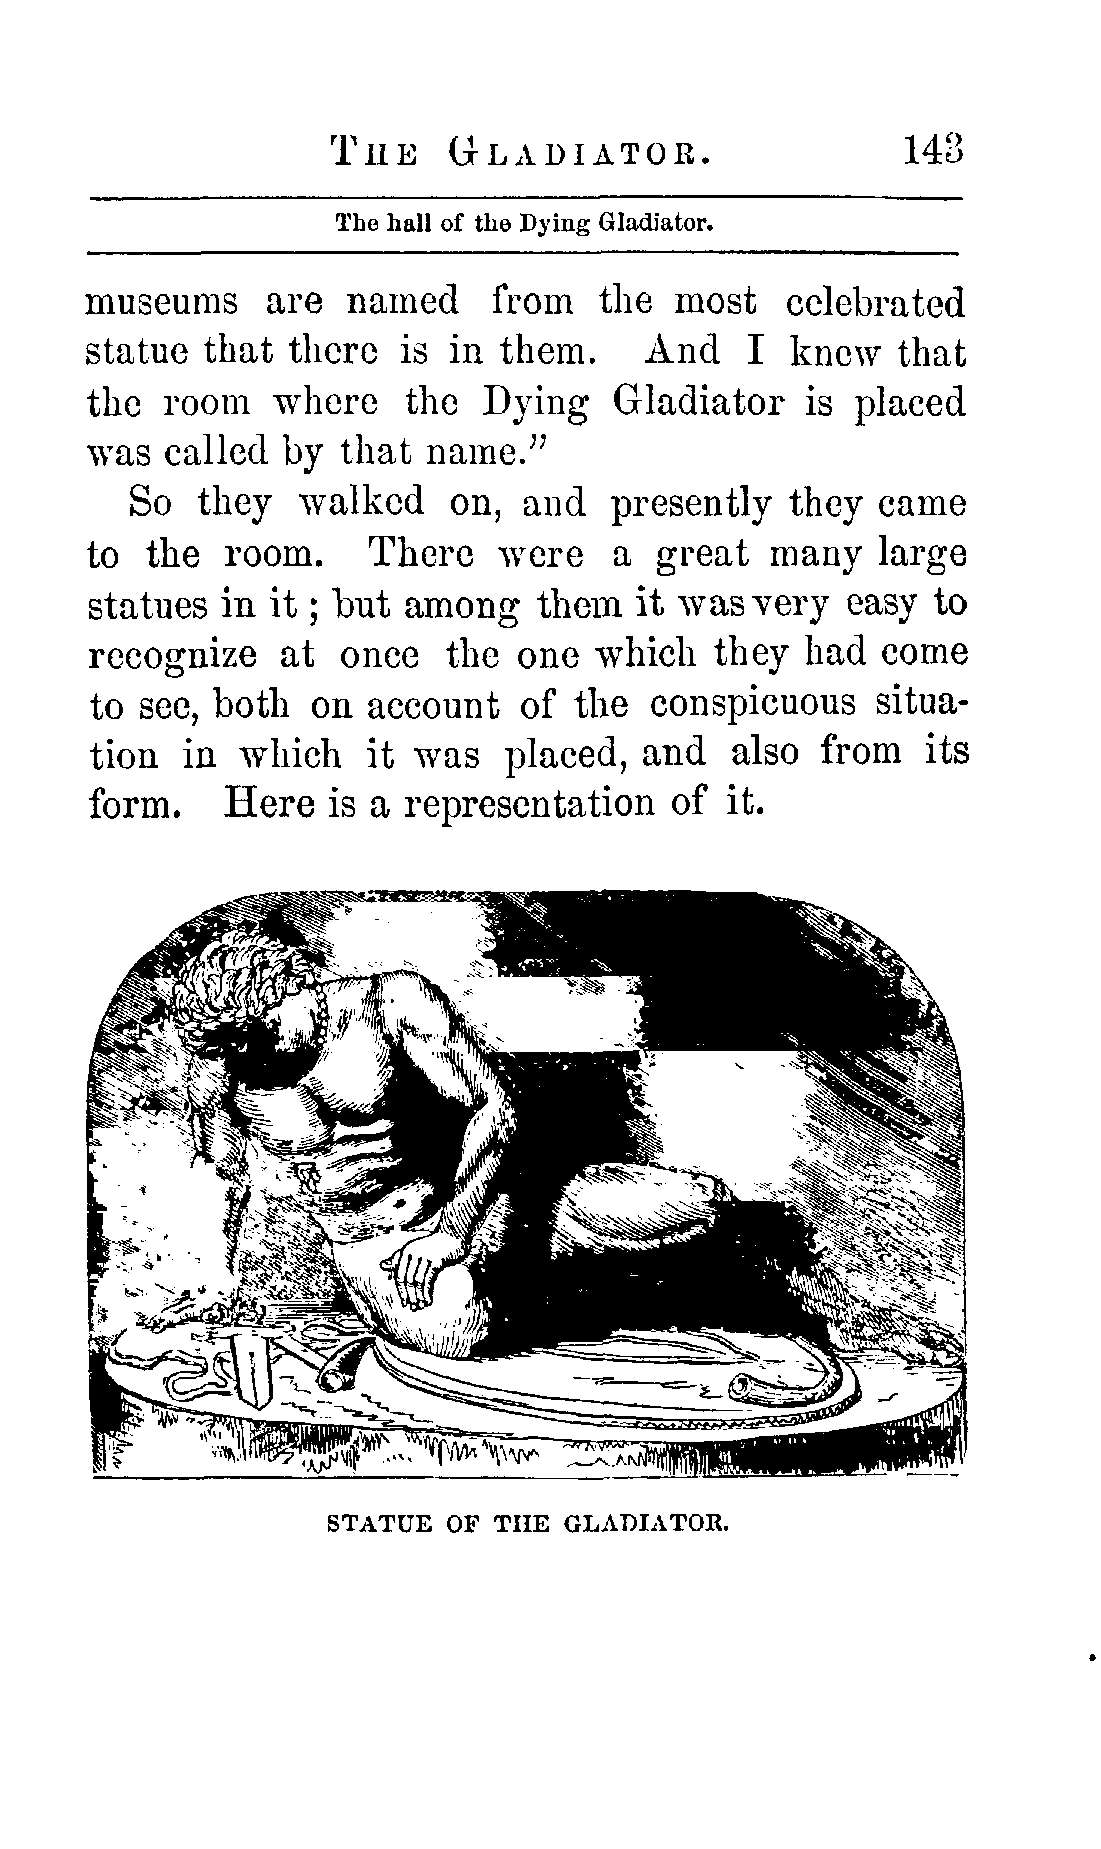 THE GLADIATOR. 143
The hall of the Dying Gladiator.
museums are named from the most celebrated
statue that there is in them. And I knew that
the room where the Dying Gladiator is placed
was called by that name."
So they walked on, and presently they came
to the room. There were a great many large
statues in it; but among them it was very easy to
recognize at once the one which they had come
to see, both on account of the conspicuous situa-
tion in which it was placed, and also from its
form. Here is a representation of it.
STATUE OF THE GLADIATOR.